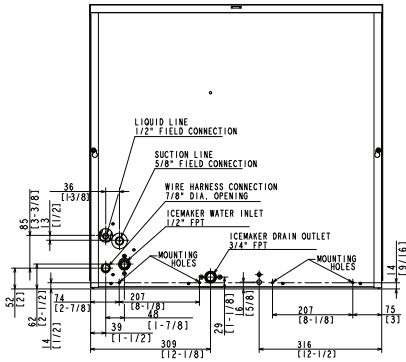 LIQUID LINE
1/2" FIELD CONNECTION
SUCTION LINE
5/8" FIELD CONNECTION
36
[1-3/8]
WIRE HARNESS CONNECTION
7/8" DIA. OPENING
ICEMAKER WATER INLET
1/2" FPT
ICEMAKER DRAIN OUTLET
3/4" FPT
MOUNTING
HOLES
MOUNTING
HOLES
85
[3-3/8]
13
[1/2]
52
[2]
62
[2-1/2]
14
[1/2]
74
[2-7/8]
207
[8-1/8]
48
[1-7/8]
39
[1-1/2]
309
[12-1/8]
29
[1-1/8]
16
[5/8]
207
[8-1/8]
316
[12-1/2]
75
[3]
14
[9/16]